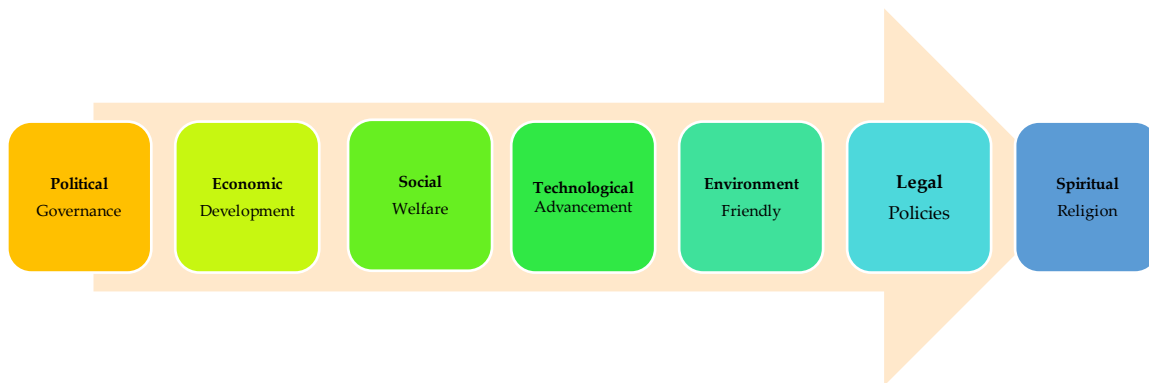 Political
Governance
Economic
Development
Social
Welfare
Technological
Advancement
Environment
Friendly
Legal
Policies
Spiritual
Religion